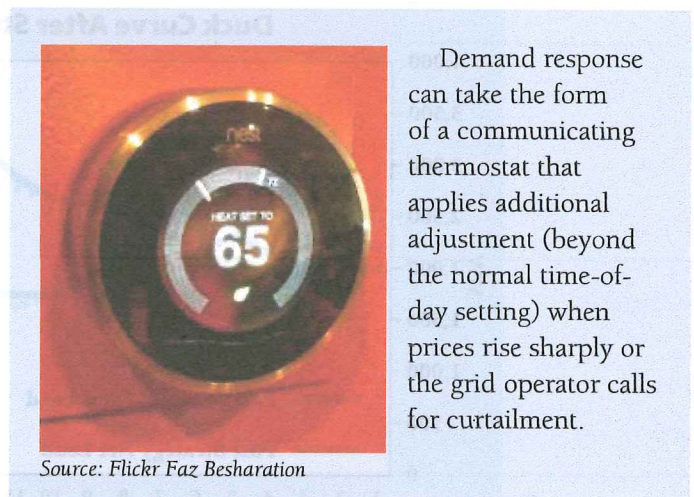 nest
HEAT SET TO
65
Demand response
can take the form
of a communicating
thermostat that
applies additional
adjustment (beyond
the normal time-of-
day setting) when
prices rise sharply or
the grid operator calls
for curtailment.
Source: Flickr Faz Besharation